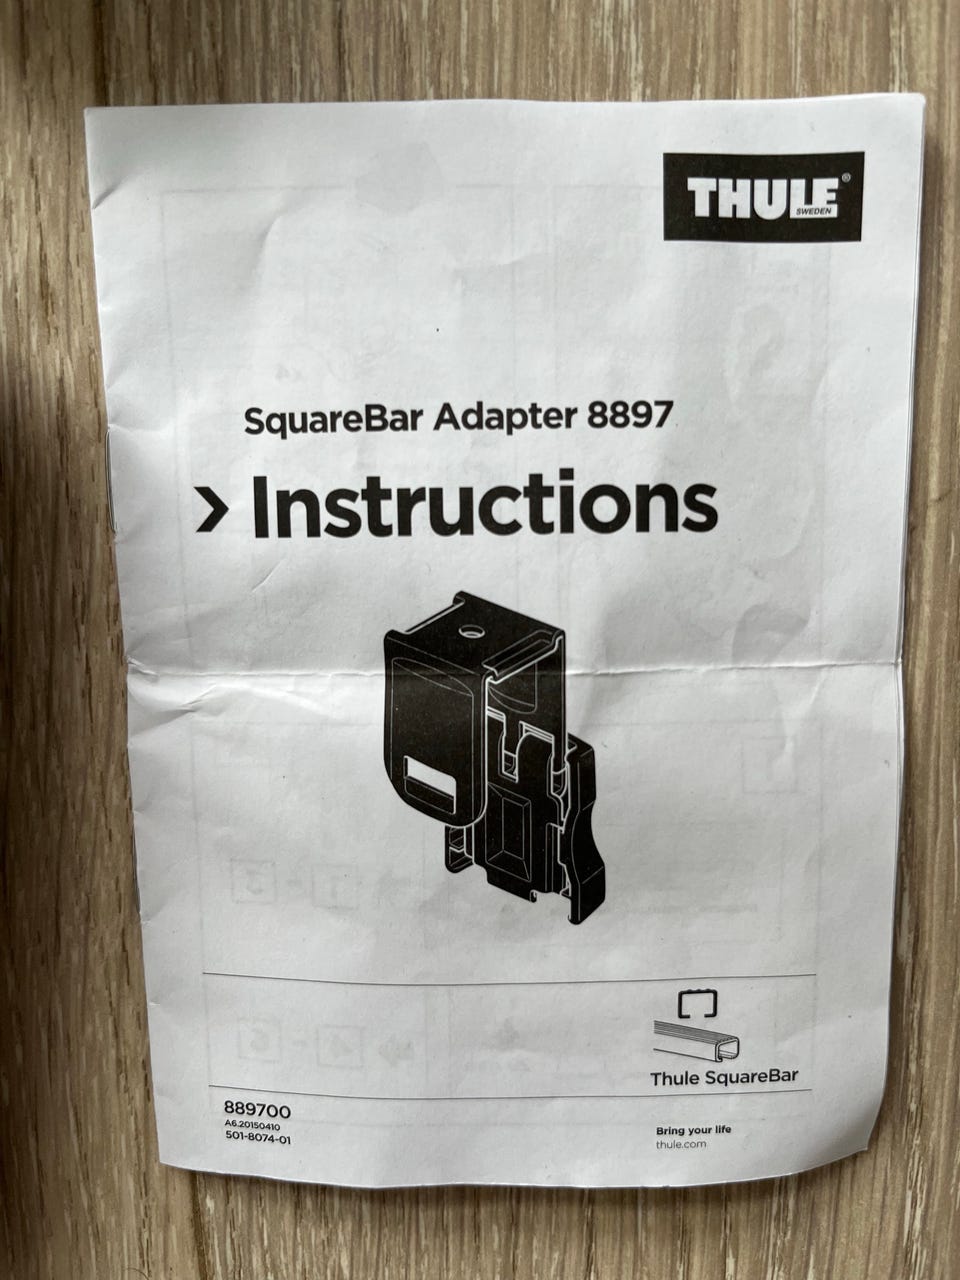 THULE®
SWEDEN
SquareBar Adapter 8897
› Instructions
Thule SquareBar
889700
A6.20150410
501-8074-01
Bring your life
thule.com